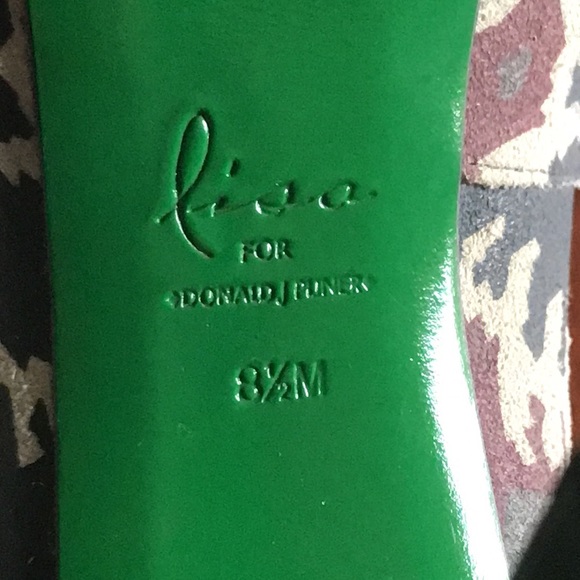 lisa.
FOR
•DONALD J PLINER•
8½M